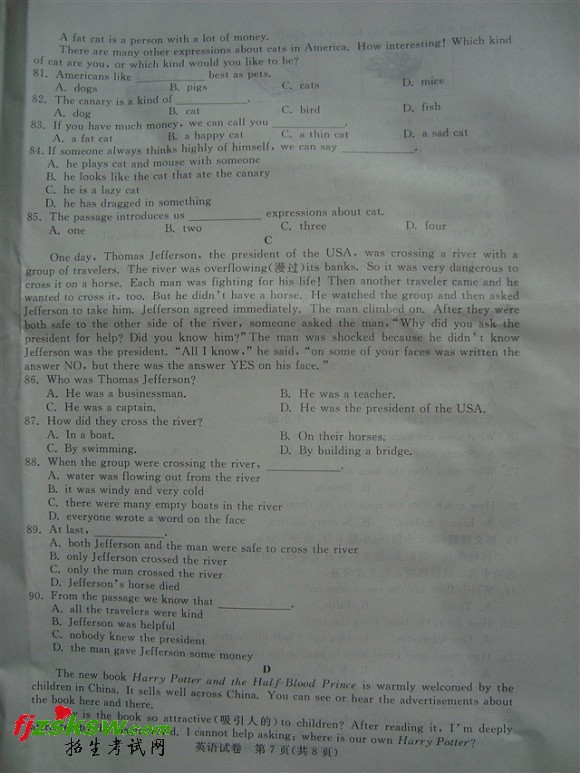 A fat cat is a person with a lot of money.
There are many other expressions about cats in America. How interesting! Which kind
of cat are you, or which kind would you like to be?
81. Americans like ________ best as pets.
A. dogs B. pigs C. cats D. mice
82. The canary is a kind of ________.
A. dog B. cat C. bird D. fish
83. If you have much money, we can call you ________.
A. a fat cat B. a happy cat C. a thin cat D. a sad cat
84. If someone always thinks highly of himself, we can say ________.
A. he plays cat and mouse with someone
B. he looks like the cat that ate the canary
C. he is a lazy cat
D. he has dragged in something
85. The passage introduces us ________ expressions about cat.
A. one B. two C. three D. four
C
One day, Thomas Jefferson, the president of the USA, was crossing a river with a
group of travelers. The river was overflowing(漫过)its banks. So it was very dangerous to
cross it on a horse. Each man was fighting for his life! Then another traveler came and he
wanted to cross it, too. But he didn't have a horse. He watched the group and then asked
Jefferson to take him. Jefferson agreed immediately. The man climbed on. After they were
both safe to the other side of the river, someone asked the man, "Why did you ask the
president for help? Did you know him?" The man was shocked because he didn't know
Jefferson was the president. "All I know," he said, "on some of your faces was written the
answer NO, but there was the answer YES on his face."
86. Who was Thomas Jefferson?
A. He was a businessman. B. He was a teacher.
C. He was a captain. D. He was the president of the USA.
87. How did they cross the river?
A. In a boat. B. On their horses.
C. By swimming. D. By building a bridge.
88. When the group were crossing the river, ________.
A. water was flowing out from the river
B. it was windy and very cold
C. there were many empty boats in the river
D. everyone wrote a word on the face
89. At last, ________.
A. both Jefferson and the man were safe to cross the river
B. only Jefferson crossed the river
C. only the man crossed the river
D. Jefferson's horse died
90. From the passage we know that ________.
A. all the travelers were kind
B. Jefferson was helpful
C. nobody knew the president
D. the man gave Jefferson some money
D
The new book Harry Potter and the Half-Blood Prince is warmly welcomed by the
children in China. It sells well across China. You can see or hear the advertisements about
the book here and there.
is the book so attractive(吸引人的) to children? After reading it, I'm deeply
I cannot help asking: where is our own Harry Potter?
英语试卷 第7页(共8页)
fjzsksw.com
招生考试网